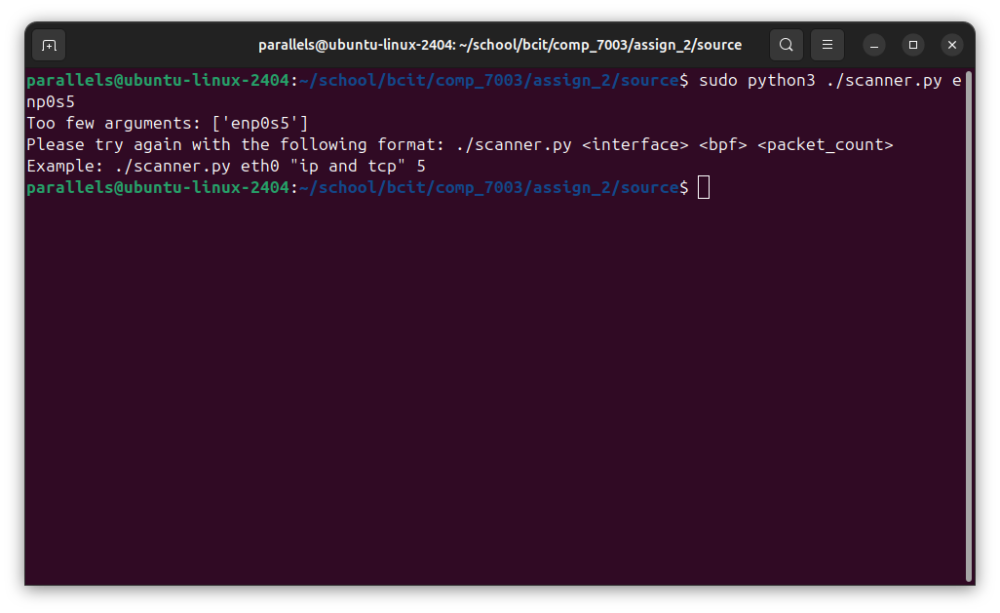 parallels@ubuntu-linux-2404: ~/school/bcit/comp_7003/assign_2/source
parallels@ubuntu-linux-2404:~/school/bcit/comp_7003/assign_2/source$ sudo python3 ./scanner.py e
np0s5
Too few arguments: ['enp0s5']
Please try again with the following format: ./scanner.py <interface> <bpf> <packet_count>
Example: ./scanner.py eth0 "ip and tcp" 5
parallels@ubuntu-linux-2404:~/school/bcit/comp_7003/assign_2/source$